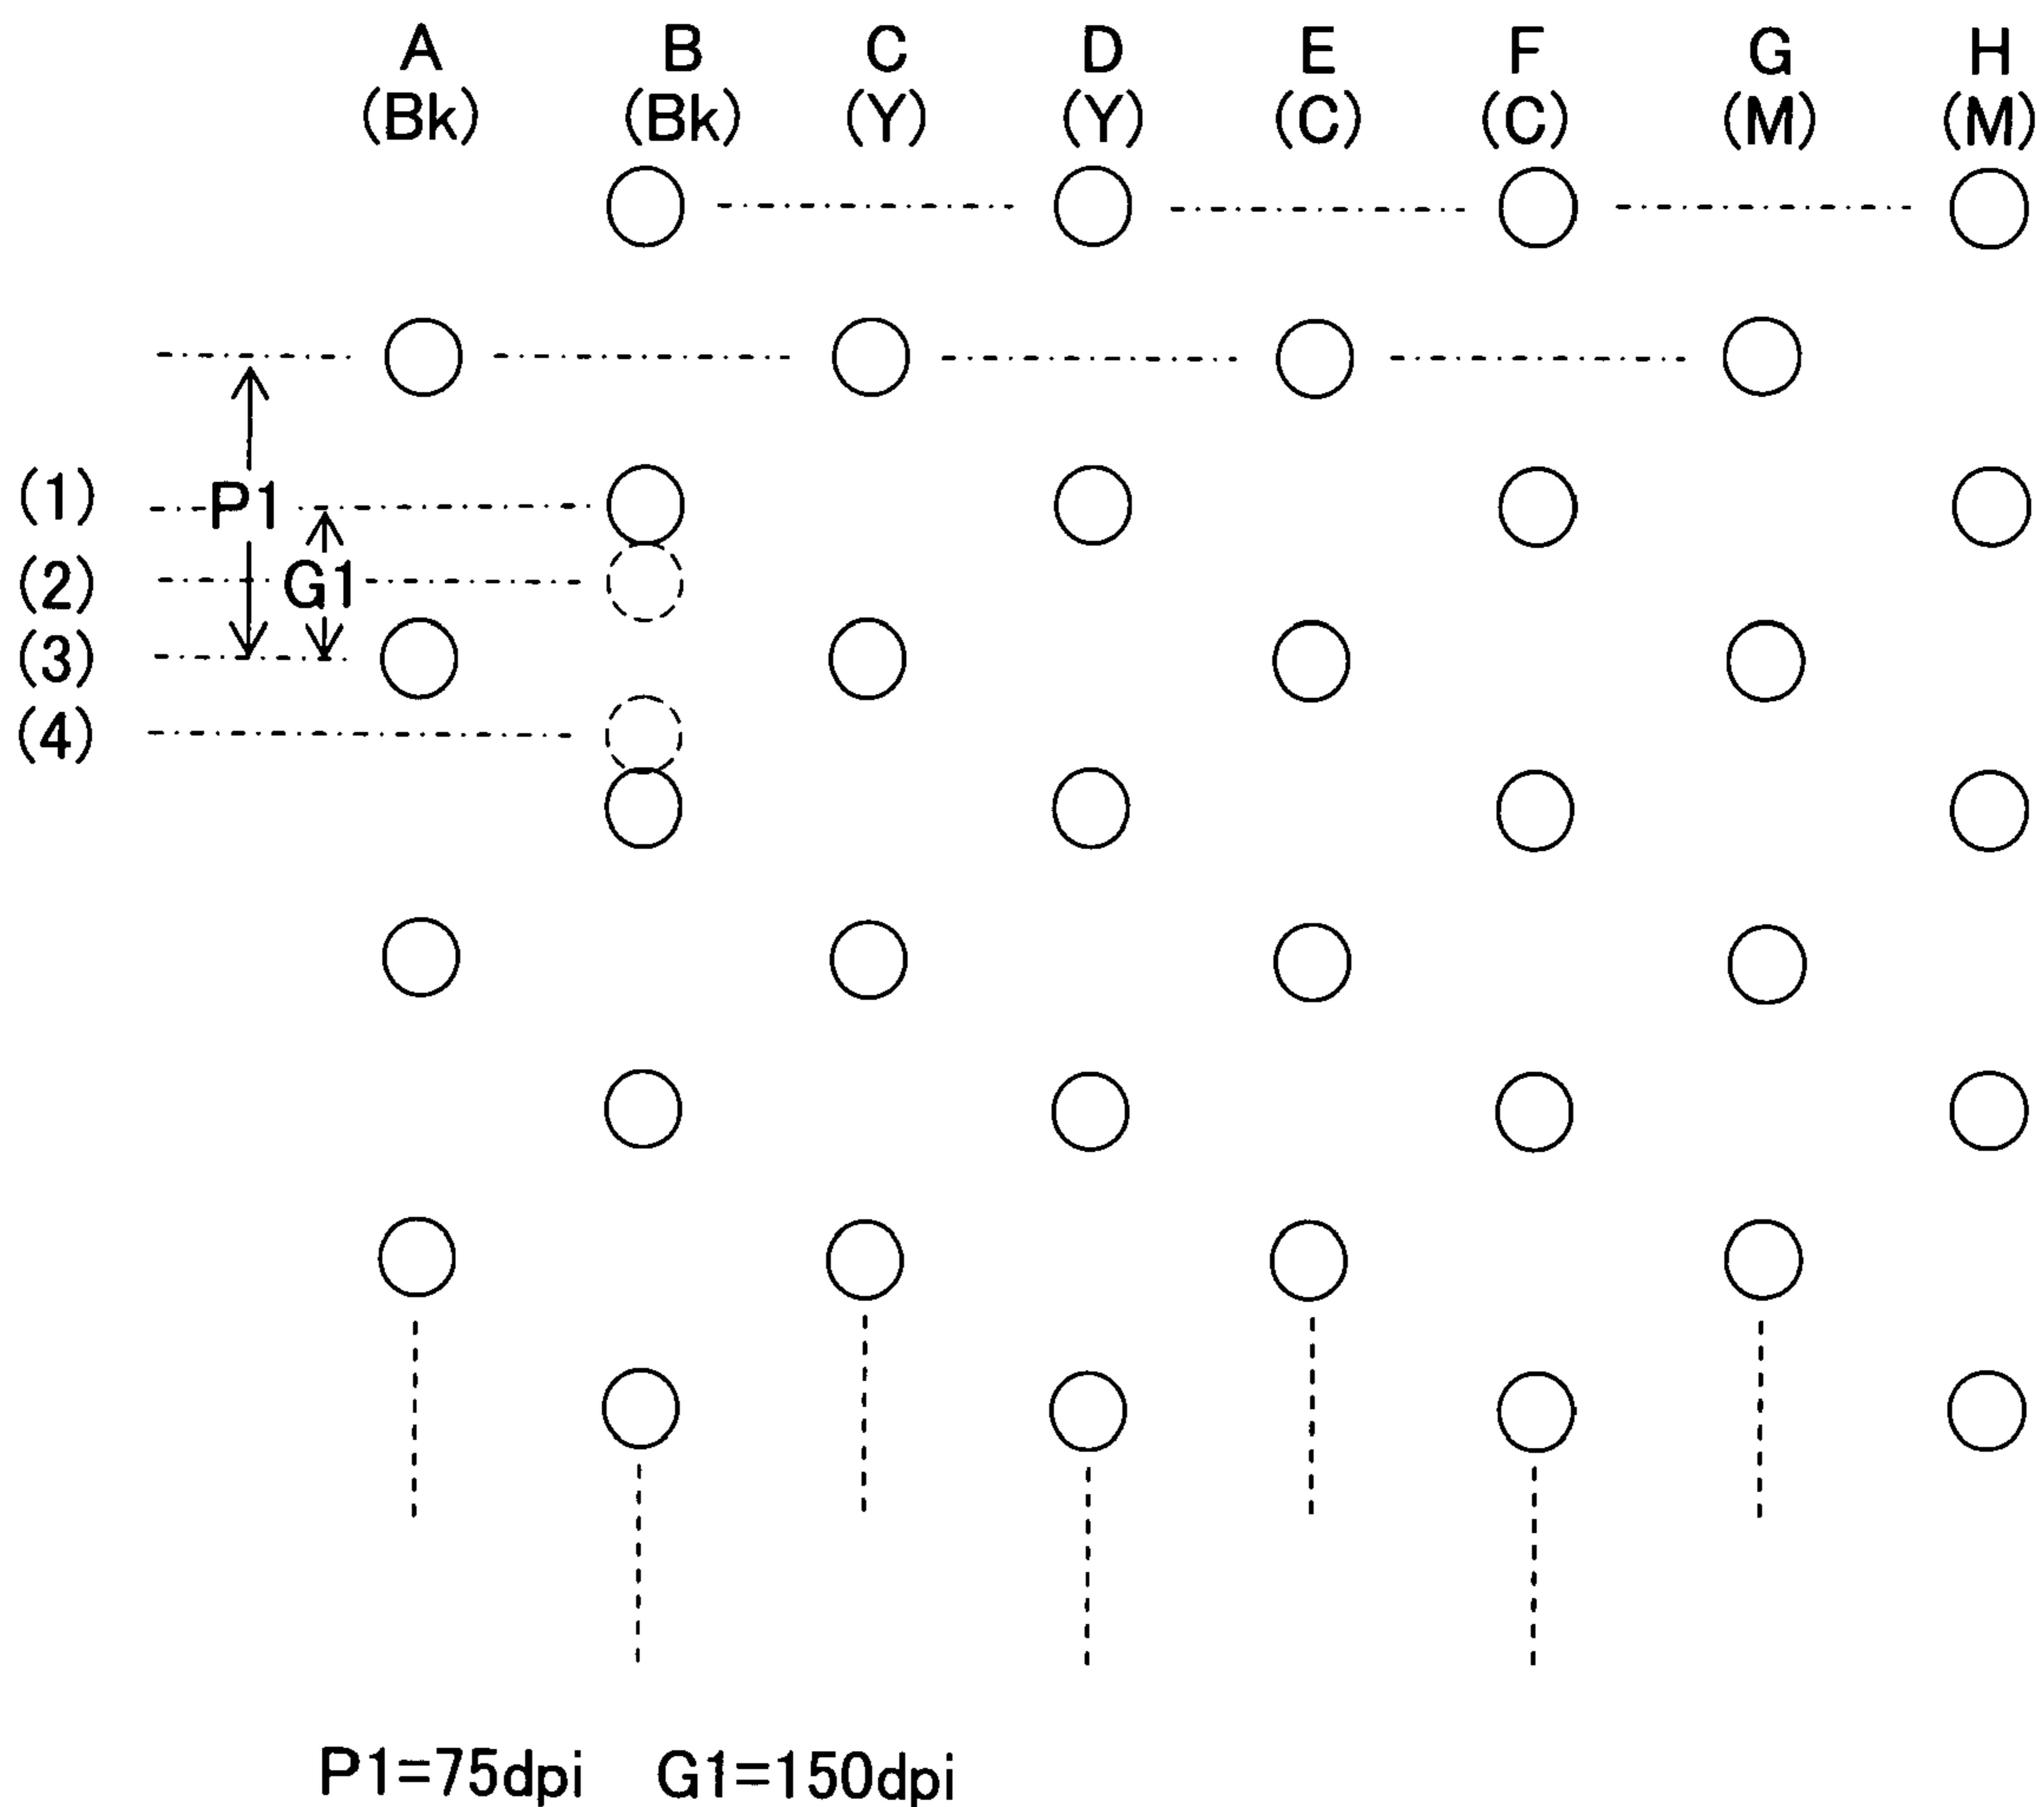 A B C D E F G H
(Bk) (Bk) (Y) (Y) (C) (C) (M) (M)
(1) P1
(2) G1
(3)
(4)
P1=75dpi G1=150dpi